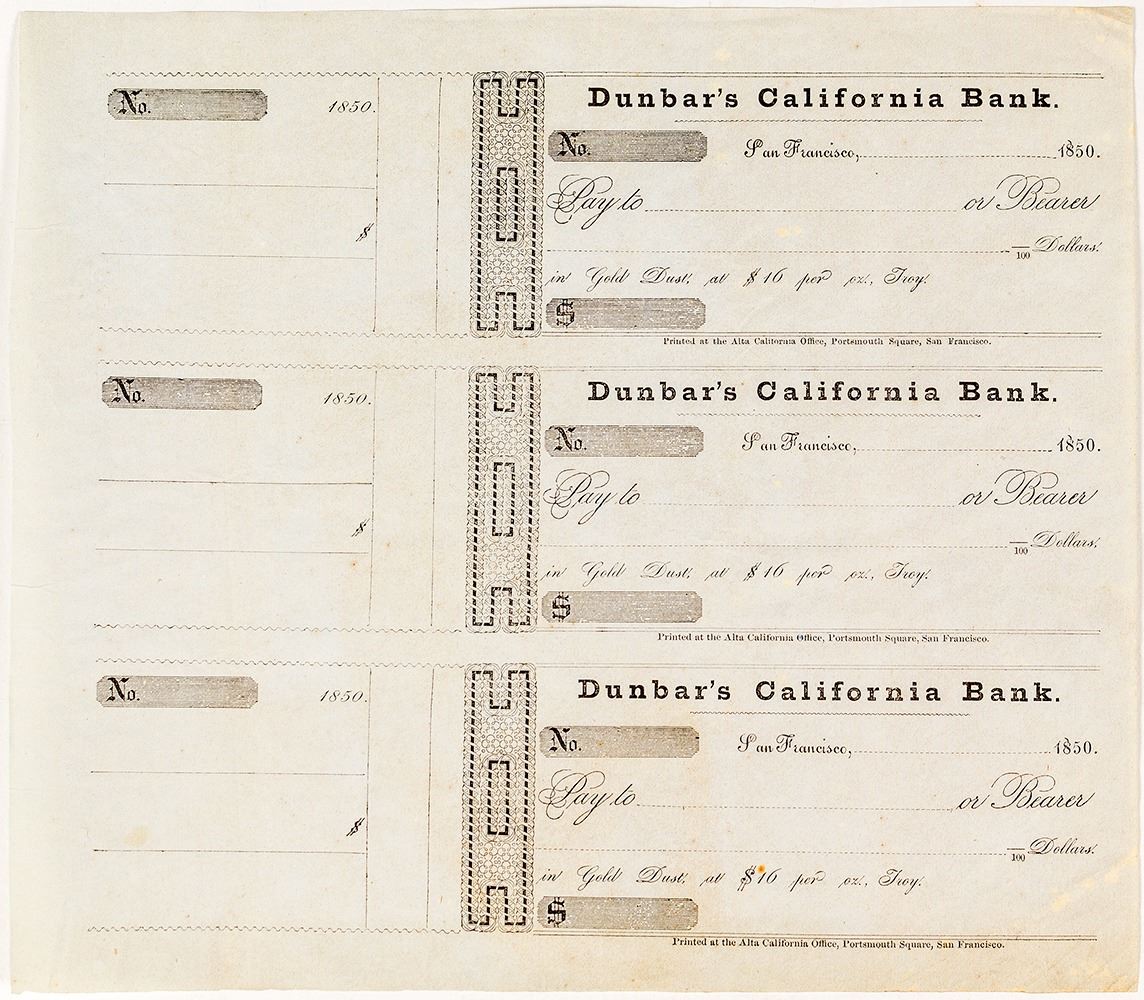 No. 1850.
$
Dunbar's California Bank.
No. San Francisco, 1850.
Pay to or Bearer
/100 Dollars.
in Gold Dust, at $16 per oz., Troy.
$
Printed at the Alta California Office, Portsmouth Square, San Francisco.
No. 1850.
$
Dunbar's California Bank.
No. San Francisco, 1850.
Pay to or Bearer
/100 Dollars,
in Gold Dust, at $16 per oz., Troy.
$
Printed at the Alta California Office, Portsmouth Square, San Francisco.
No. 1850.
$
Dunbar's California Bank.
No. San Francisco, 1850.
Pay to or Bearer
/100 Dollars.
in Gold Dust, at $16 per oz., Troy.
$
Printed at the Alta California Office, Portsmouth Square, San Francisco.